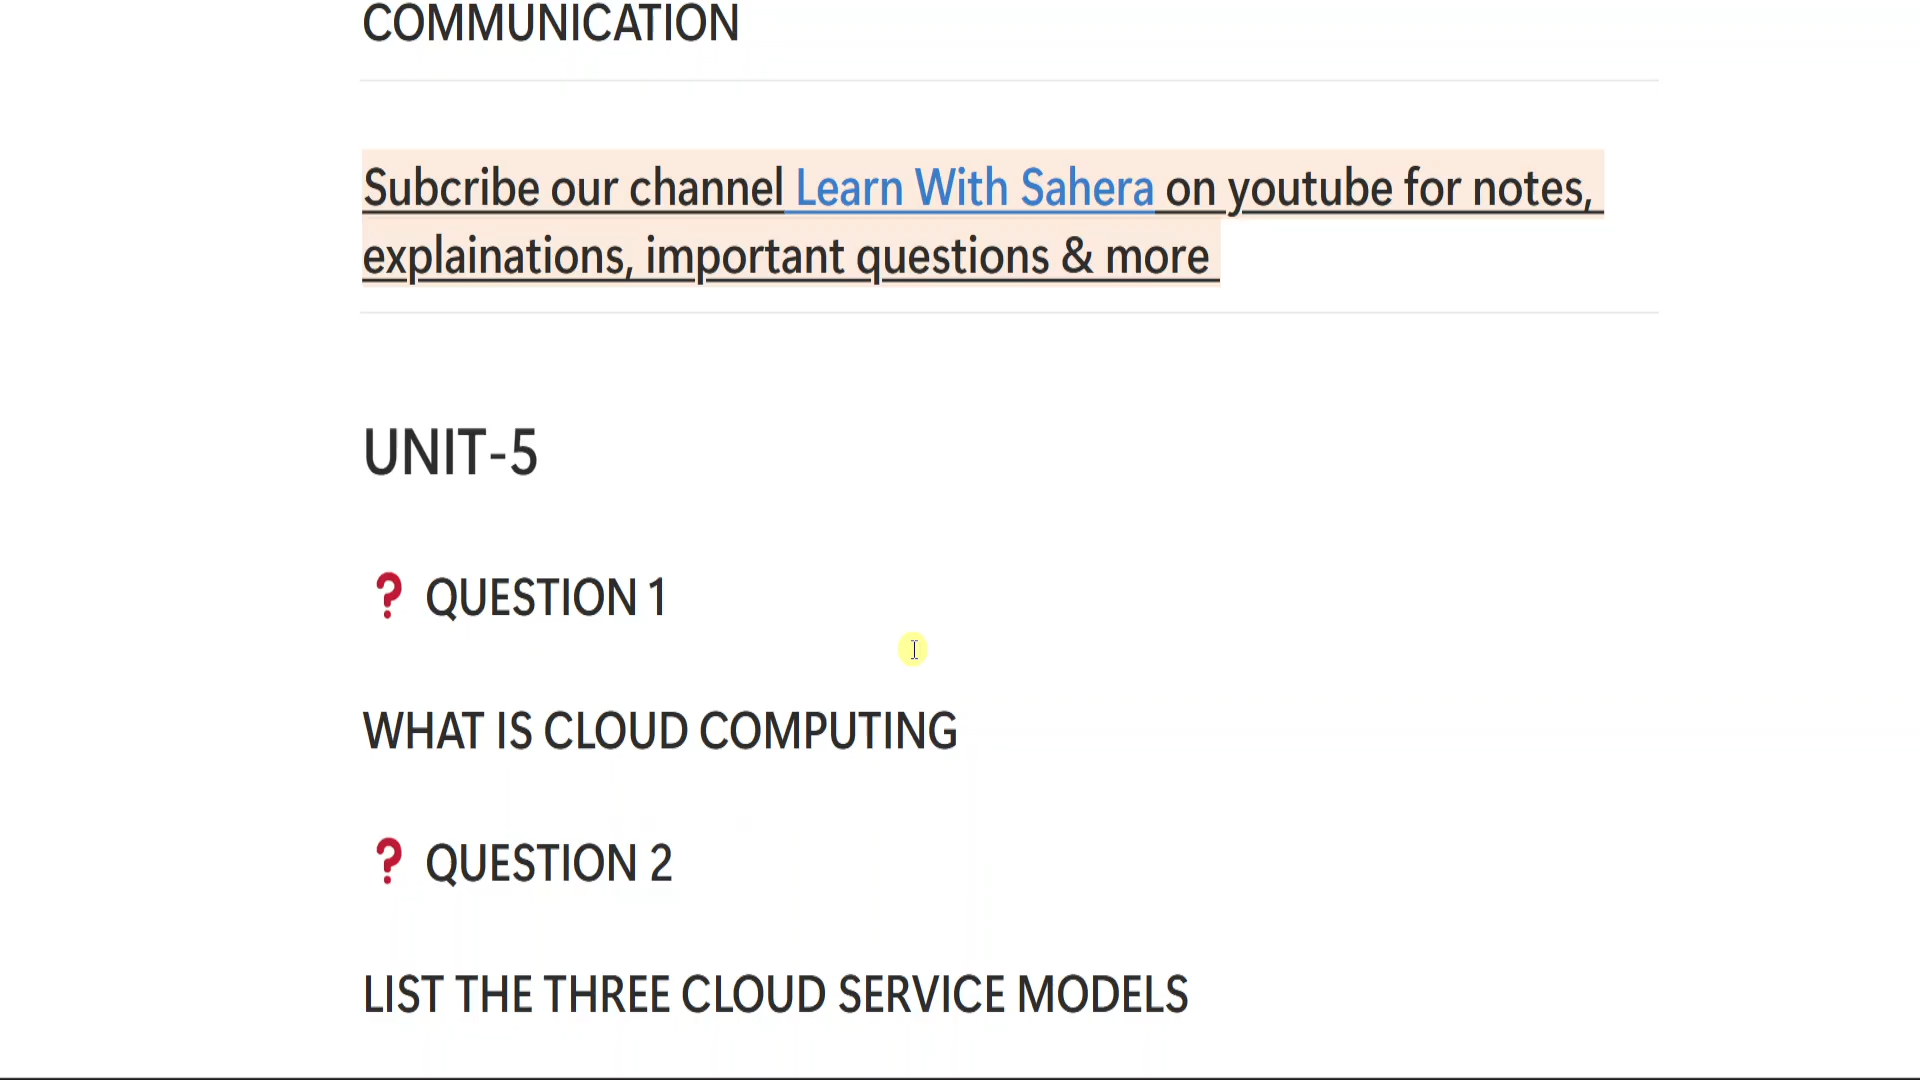 COMMUNICATION
Subcribe our channel Learn With Sahera on youtube for notes,
explainations, important questions & more
UNIT-5
❓ QUESTION 1
WHAT IS CLOUD COMPUTING
❓ QUESTION 2
LIST THE THREE CLOUD SERVICE MODELS